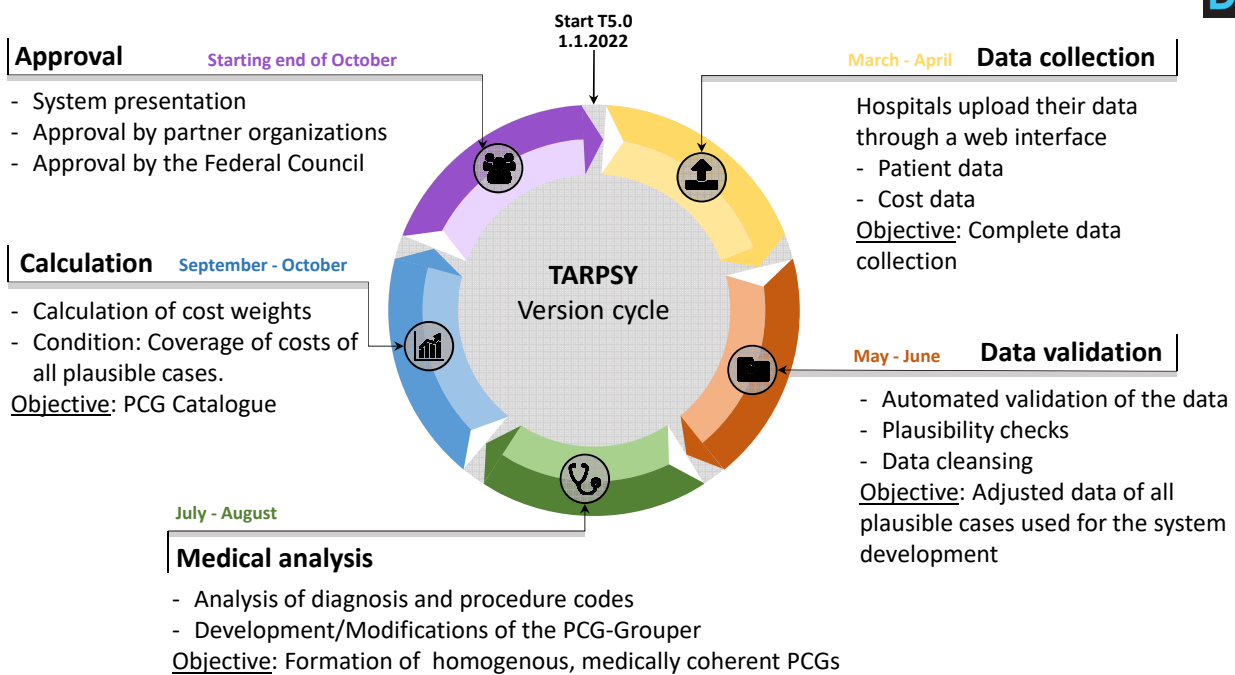 Start T5.0
1.1.2022
Approval
Starting end of October
- System presentation
- Approval by partner organizations
- Approval by the Federal Council
March - April
Data collection
Hospitals upload their data
through a web interface
- Patient data
- Cost data
Objective: Complete data
collection
Calculation
September - October
- Calculation of cost weights
- Condition: Coverage of costs of
all plausible cases.
Objective: PCG Catalogue
TARPSY
Version cycle
May - June
Data validation
- Automated validation of the data
- Plausibility checks
- Data cleansing
Objective: Adjusted data of all
plausible cases used for the system
development
July - August
Medical analysis
- Analysis of diagnosis and procedure codes
- Development/Modifications of the PCG-Grouper
Objective: Formation of  homogenous, medically coherent PCGs